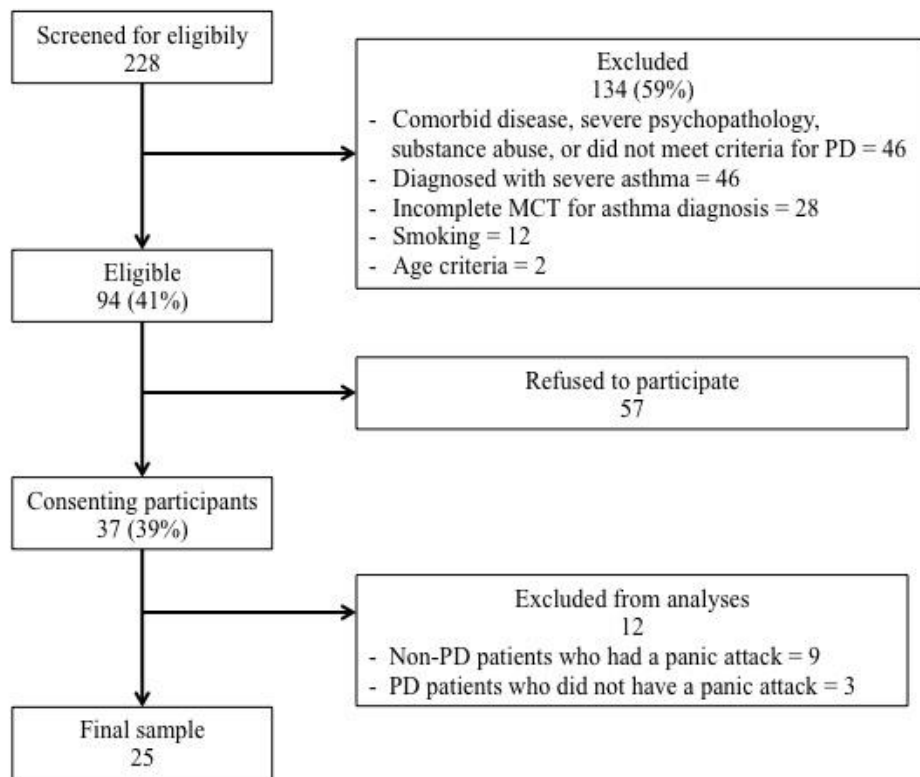 Screened for eligibily
228
Excluded
134 (59%)
- Comorbid disease, severe psychopathology,
substance abuse, or did not meet criteria for PD = 46
- Diagnosed with severe asthma = 46
- Incomplete MCT for asthma diagnosis = 28
- Smoking = 12
- Age criteria = 2
Eligible
94 (41%)
Refused to participate
57
Consenting participants
37 (39%)
Excluded from analyses
12
- Non-PD patients who had a panic attack = 9
- PD patients who did not have a panic attack = 3
Final sample
25